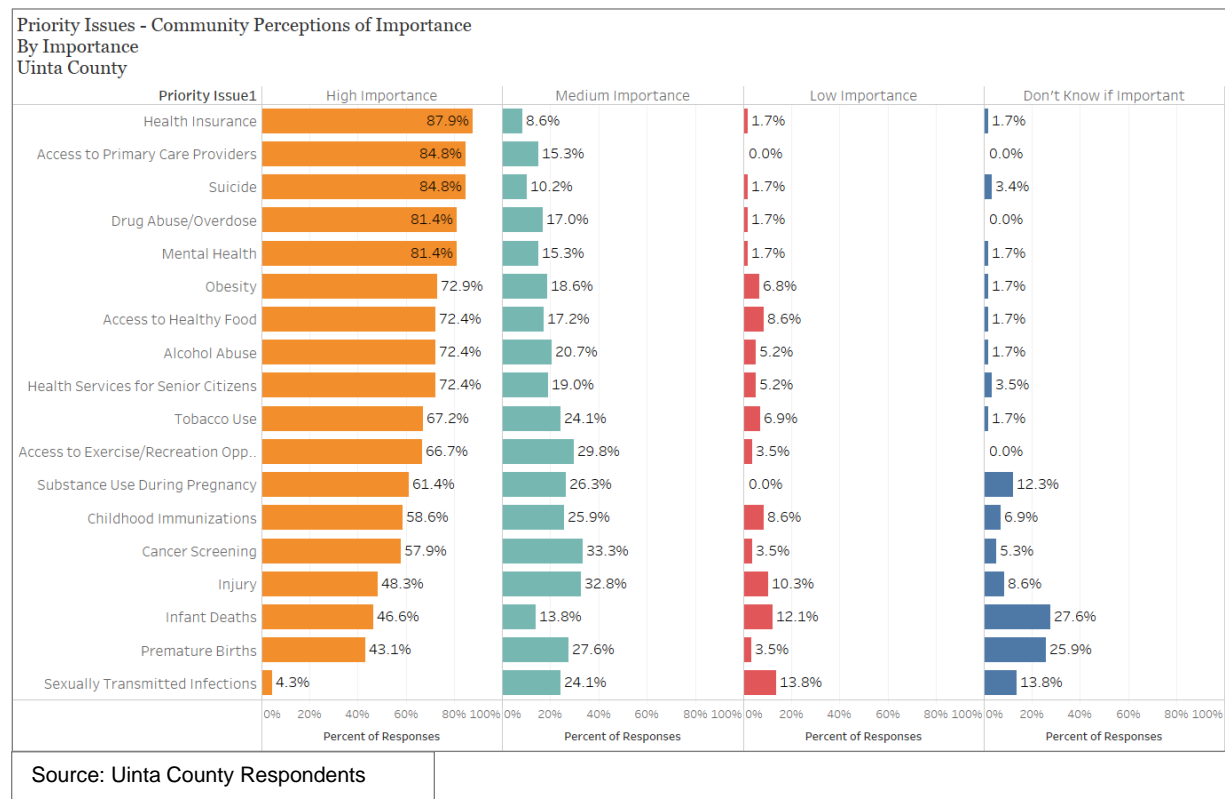 Priority Issues - Community Perceptions of Importance
By Importance
Uinta County
Priority Issue1 High Importance Medium Importance Low Importance Don't Know if Important
Health Insurance 87.9% 8.6% 1.7% 1.7%
Access to Primary Care Providers 84.8% 15.3% 0.0% 0.0%
Suicide 84.8% 10.2% 1.7% 3.4%
Drug Abuse/Overdose 81.4% 17.0% 1.7% 0.0%
Mental Health 81.4% 15.3% 1.7% 1.7%
Obesity 72.9% 18.6% 6.8% 1.7%
Access to Healthy Food 72.4% 17.2% 8.6% 1.7%
Alcohol Abuse 72.4% 20.7% 5.2% 1.7%
Health Services for Senior Citizens 72.4% 19.0% 5.2% 3.5%
Tobacco Use 67.2% 24.1% 6.9% 1.7%
Access to Exercise/Recreation Opp.. 66.7% 29.8% 3.5% 0.0%
Substance Use During Pregnancy 61.4% 26.3% 0.0% 12.3%
Childhood Immunizations 58.6% 25.9% 8.6% 6.9%
Cancer Screening 57.9% 33.3% 3.5% 5.3%
Injury 48.3% 32.8% 10.3% 8.6%
Infant Deaths 46.6% 13.8% 12.1% 27.6%
Premature Births 43.1% 27.6% 3.5% 25.9%
Sexually Transmitted Infections 4.3% 24.1% 13.8% 13.8%
0% 20% 40% 60% 80% 100% 0% 20% 40% 60% 80% 100% 0% 20% 40% 60% 80% 100% 0% 20% 40% 60% 80% 100%
Percent of Responses Percent of Responses Percent of Responses Percent of Responses
Source: Uinta County Respondents